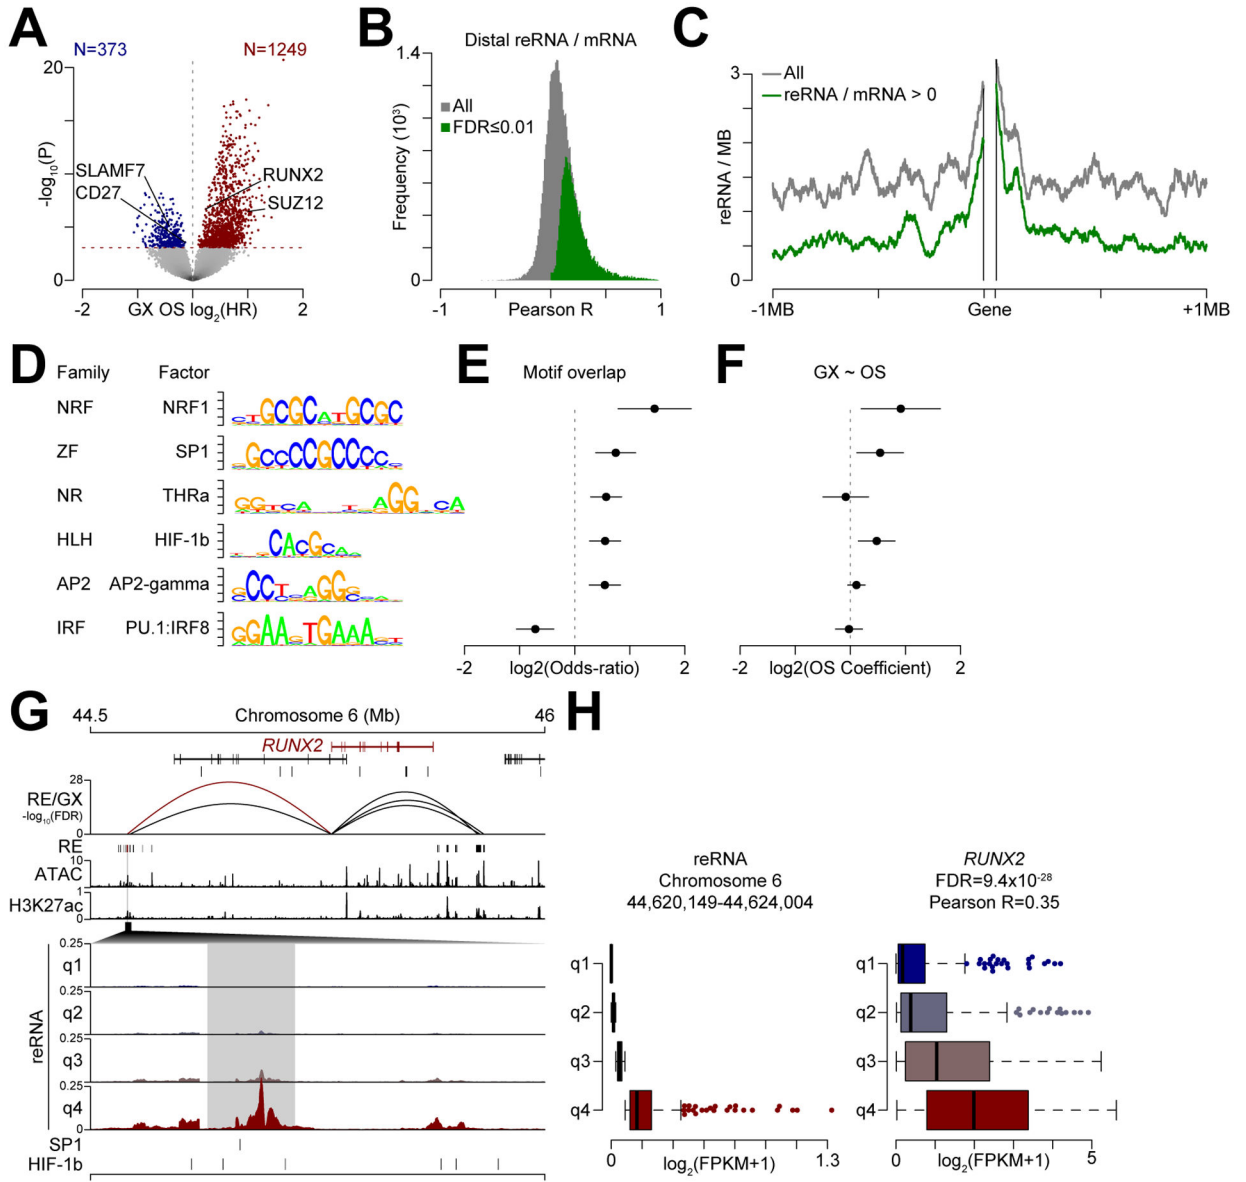 A
N=373
N=1249
20
-log10(P)
SLAMF7
CD27
RUNX2
SUZ12
0
-2
GX OS log2(HR)
2
B
Distal reRNA / mRNA
1.4
Frequency (10³)
All
FDR≤0.01
0
-1
Pearson R
1
C
3
All
reRNA / mRNA > 0
reRNA / MB
0
-1MB
Gene
+1MB
D
Family
Factor
NRF
NRF1
ZF
SP1
NR
THRa
HLH
HIF-1b
AP2
AP2-gamma
IRF
PU.1:IRF8
E
Motif overlap
-2
log2(Odds-ratio)
2
F
GX ~ OS
-2
log2(OS Coefficient)
2
G
44.5
Chromosome 6 (Mb)
46
RUNX2
28
RE/GX
-log10(FDR)
0
RE
10
ATAC
0
1
H3K27ac
0
reRNA
0.25
q1
0.25
q2
0.25
q3
0.25
q4
0
SP1
HIF-1b
H
reRNA
Chromosome 6
44,620,149-44,624,004
q1
q2
q3
q4
0
log2(FPKM+1)
1.3
RUNX2
FDR=9.4x10⁻²⁸
Pearson R=0.35
q1
q2
q3
q4
0
log2(FPKM+1)
5